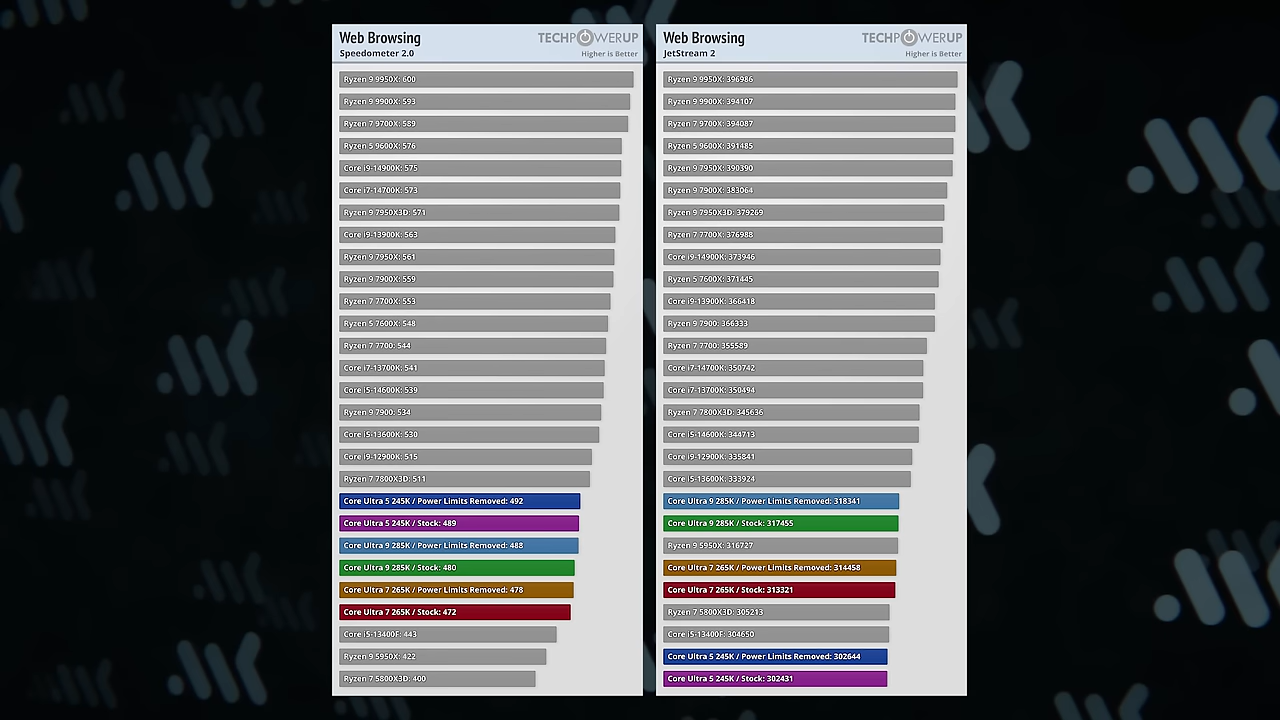 Web Browsing
TECHPOWERUP
Speedometer 2.0
Higher is Better
Ryzen 9 9950X: 600
Ryzen 9 9900X: 593
Ryzen 7 9700X: 589
Ryzen 5 9600X: 576
Core i9-14900K: 575
Core i7-14700K: 573
Ryzen 9 7950X3D: 571
Core i9-13900K: 563
Ryzen 9 7950X: 561
Ryzen 9 7900X: 559
Ryzen 7 7700X: 553
Ryzen 5 7600X: 548
Ryzen 7 7700: 544
Core i7-13700K: 541
Core i5-14600K: 539
Ryzen 9 7900: 534
Core i5-13600K: 530
Core i9-12900K: 515
Ryzen 7 7800X3D: 511
Core Ultra 5 245K / Power Limits Removed: 492
Core Ultra 5 245K / Stock: 489
Core Ultra 9 285K / Power Limits Removed: 488
Core Ultra 9 285K / Stock: 480
Core Ultra 7 265K / Power Limits Removed: 478
Core Ultra 7 265K / Stock: 472
Core i5-13400F: 443
Ryzen 9 5950X: 422
Ryzen 7 5800X3D: 400
Web Browsing
TECHPOWERUP
JetStream 2
Higher is Better
Ryzen 9 9950X: 396986
Ryzen 9 9900X: 394107
Ryzen 7 9700X: 394087
Ryzen 5 9600X: 391485
Ryzen 9 7950X: 390390
Ryzen 9 7900X: 383064
Ryzen 9 7950X3D: 379269
Ryzen 7 7700X: 376988
Core i9-14900K: 373946
Ryzen 5 7600X: 371445
Core i9-13900K: 366418
Ryzen 9 7900: 366333
Ryzen 7 7700: 355589
Core i7-14700K: 350742
Core i7-13700K: 350494
Ryzen 7 7800X3D: 345636
Core i5-14600K: 344713
Core i9-12900K: 335841
Core i5-13600K: 333924
Core Ultra 9 285K / Power Limits Removed: 318341
Core Ultra 9 285K / Stock: 317455
Ryzen 9 5950X: 316727
Core Ultra 7 265K / Power Limits Removed: 314458
Core Ultra 7 265K / Stock: 313321
Ryzen 7 5800X3D: 305213
Core i5-13400F: 304650
Core Ultra 5 245K / Power Limits Removed: 302644
Core Ultra 5 245K / Stock: 302431